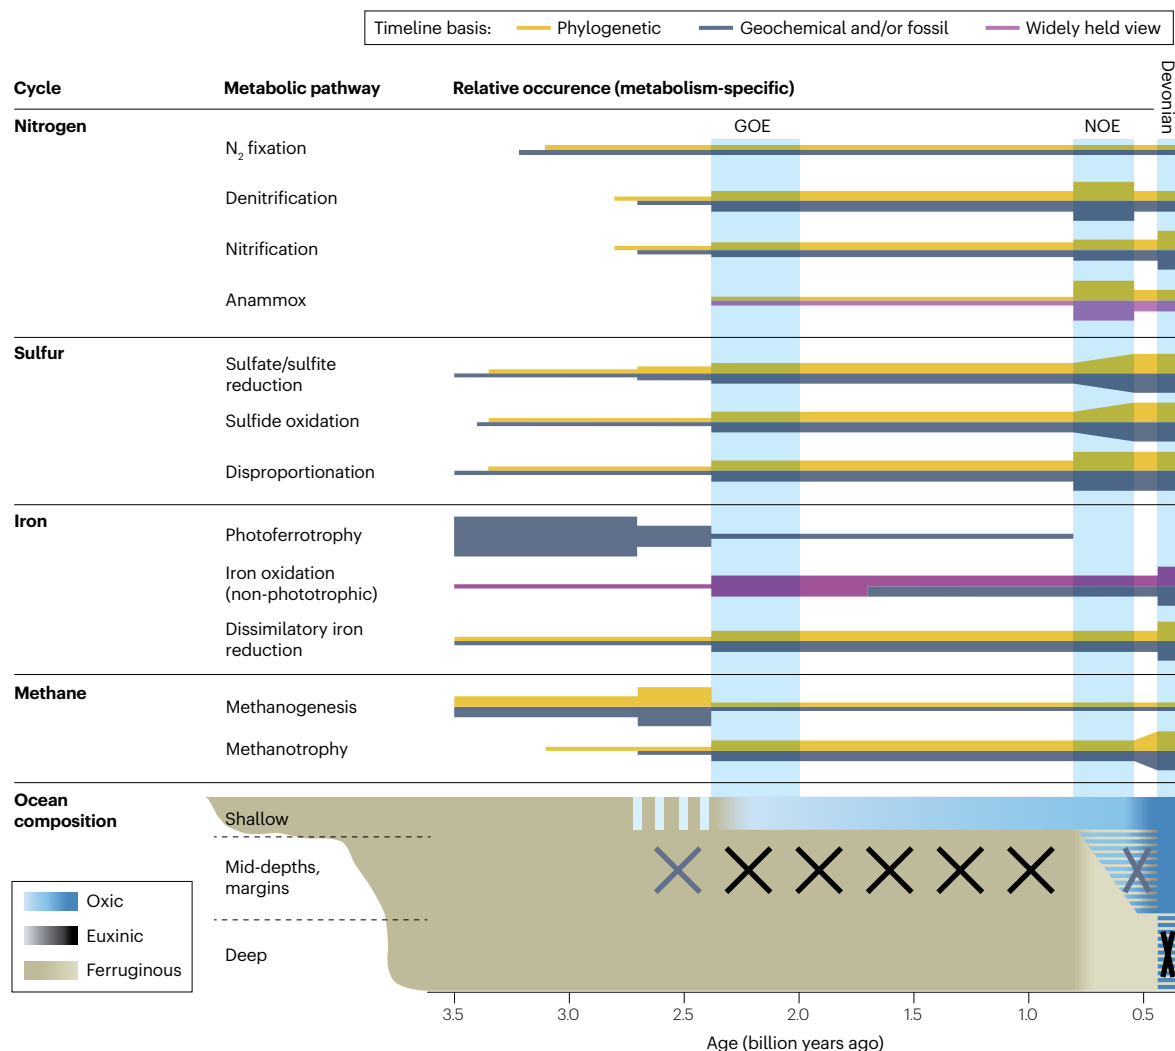 Timeline basis: Phylogenetic Geochemical and/or fossil Widely held view
Cycle Metabolic pathway Relative occurence (metabolism-specific) Devonian
Nitrogen GOE NOE
N2 fixation
Denitrification
Nitrification
Anammox
Sulfur
Sulfate/sulfite
reduction
Sulfide oxidation
Disproportionation
Iron
Photoferrotrophy
Iron oxidation
(non-phototrophic)
Dissimilatory iron
reduction
Methane
Methanogenesis
Methanotrophy
Ocean
composition
Shallow
Mid-depths,
margins
Deep
Oxic
Euxinic
Ferruginous
3.5 3.0 2.5 2.0 1.5 1.0 0.5
Age (billion years ago)